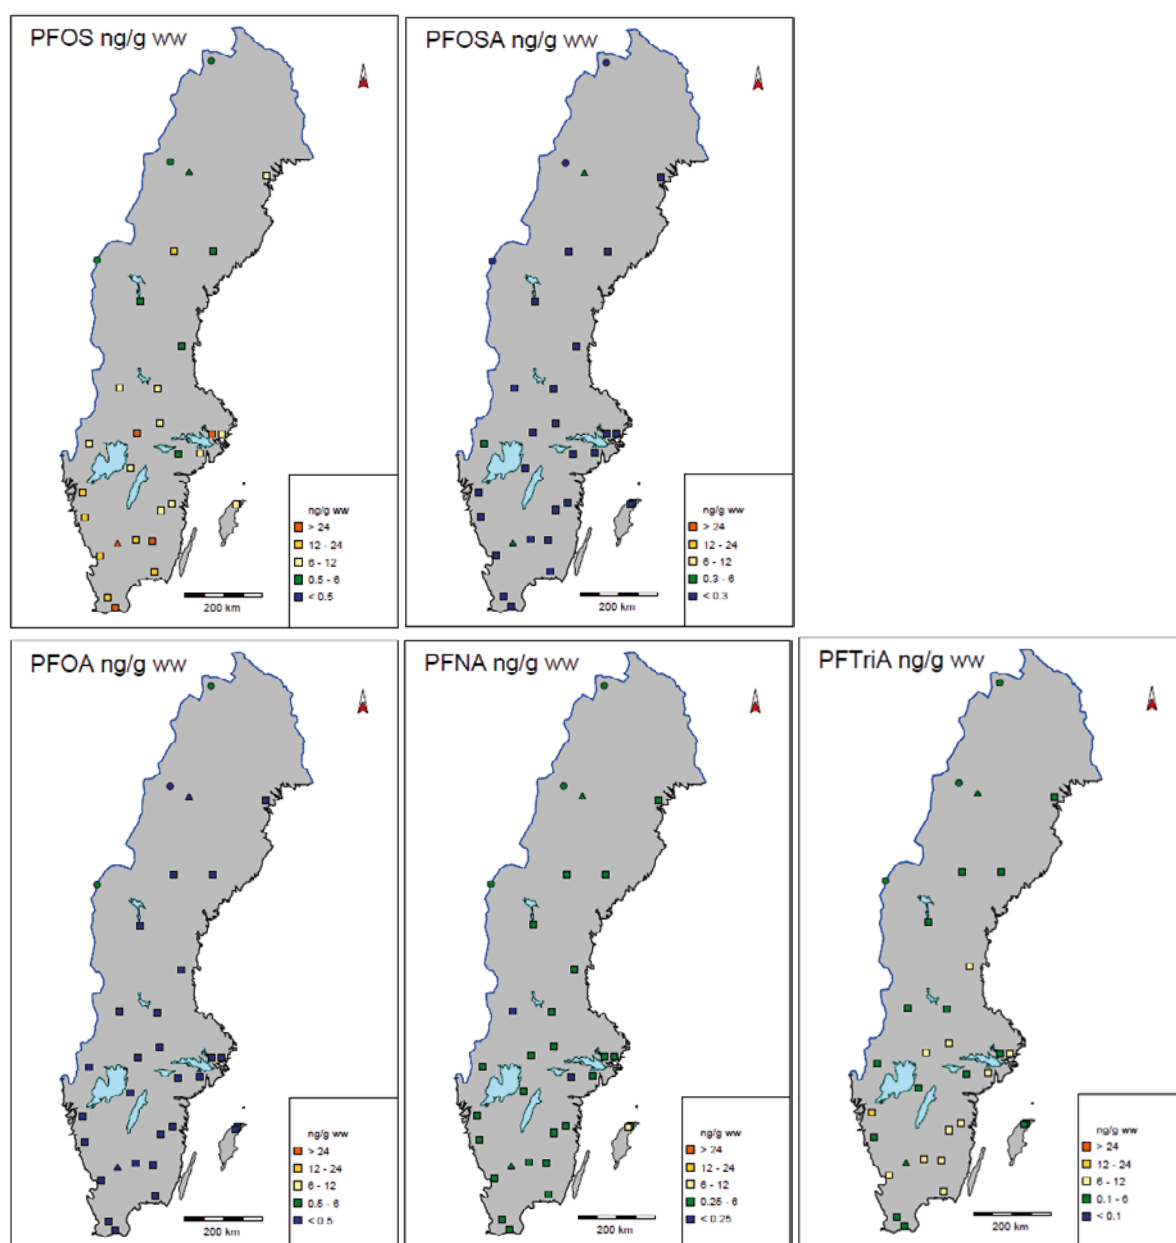 PFOS ng/g ww
ng/g ww
> 24
12 - 24
6 - 12
0.5 - 6
< 0.5
200 km
PFOSA ng/g ww
ng/g ww
> 24
12 - 24
6 - 12
0.3 - 6
< 0.3
200 km
PFOA ng/g ww
ng/g ww
> 24
12 - 24
6 - 12
0.5 - 6
< 0.5
200 km
PFNA ng/g ww
ng/g ww
> 24
12 - 24
6 - 12
0.25 - 6
< 0.25
200 km
PFTriA ng/g ww
ng/g ww
> 24
12 - 24
6 - 12
0.1 - 6
< 0.1
200 km